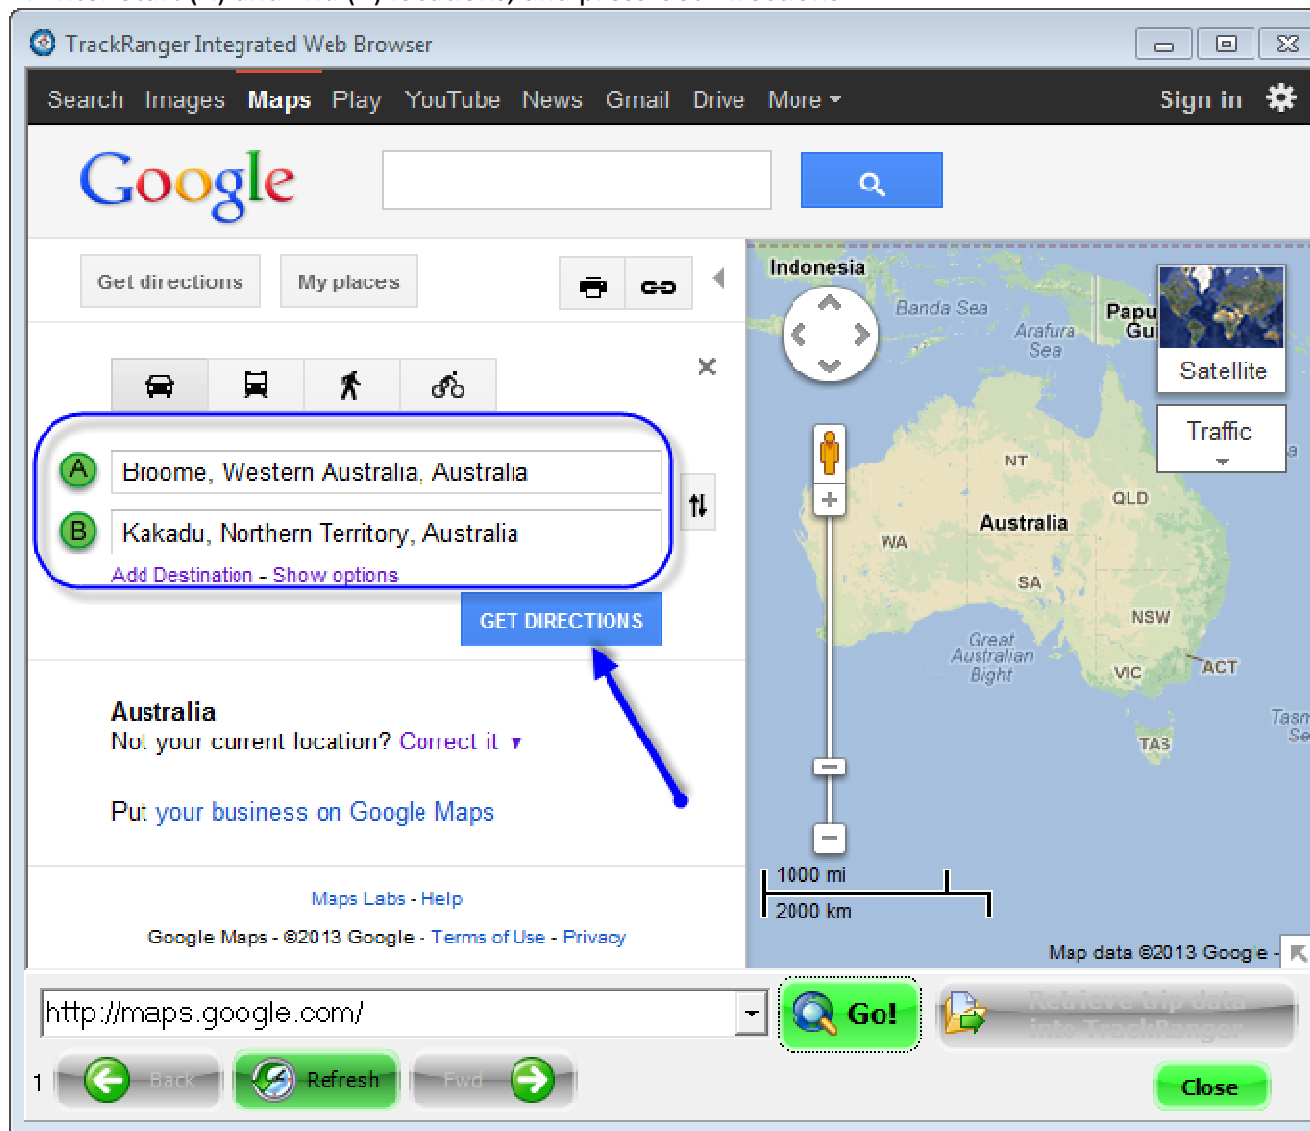 TrackRanger Integrated Web Browser
Search Images Maps Play YouTube News Gmail Drive More Sign in
Google
Get directions My places
A Broome, Western Australia, Australia
B Kakadu, Northern Territory, Australia
Add Destination - Show options
GET DIRECTIONS
Australia
Not your current location? Correct it
Put your business on Google Maps
Maps Labs - Help
Google Maps - ©2013 Google - Terms of Use - Privacy
Indonesia
Banda Sea
Arafura
Sea
Papu
Gu
Satellite
Traffic
NT
QLD
Australia
WA
SA
NSW
Great
Australian
Bight
VIC
ACT
Tasm
Se
TAS
1000 mi
2000 km
Map data ©2013 Google -
http://maps.google.com/
Go!
Retrieve trip data
into TrackRanger
1 Back Refresh Fwd
Close